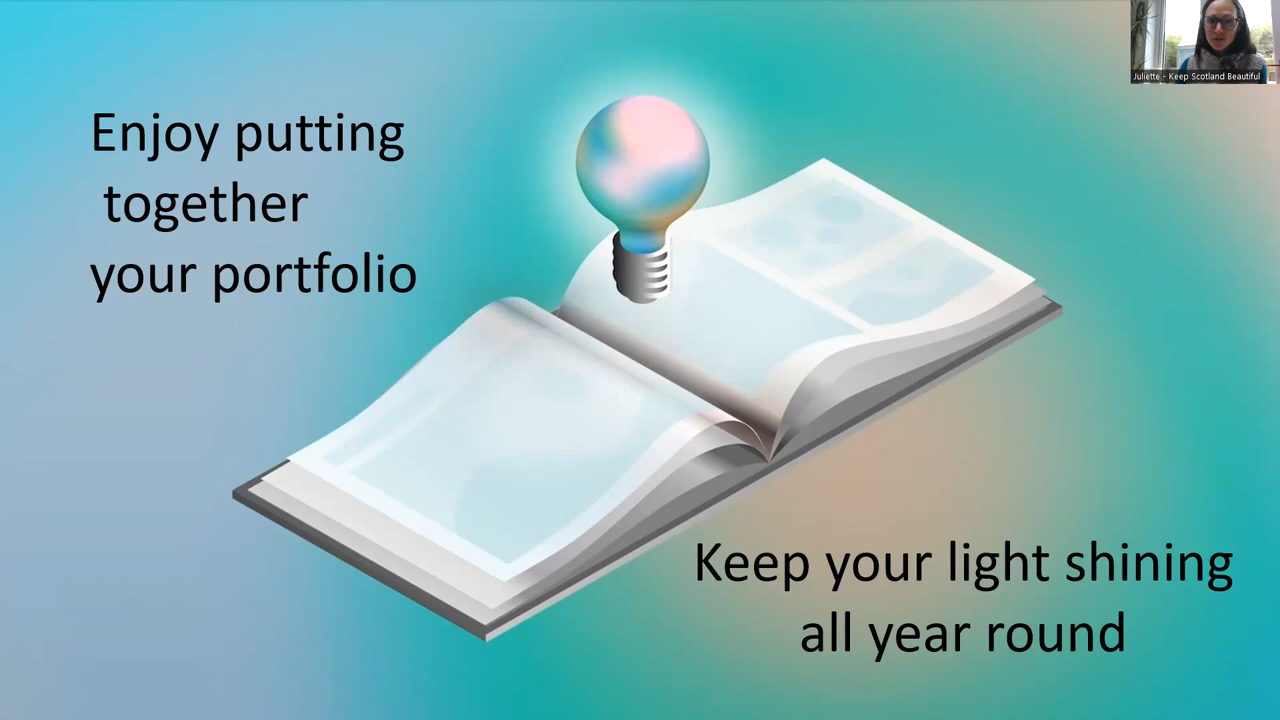 Juliette - Keep Scotland Beautiful
Enjoy putting
together
your portfolio
Keep your light shining
all year round